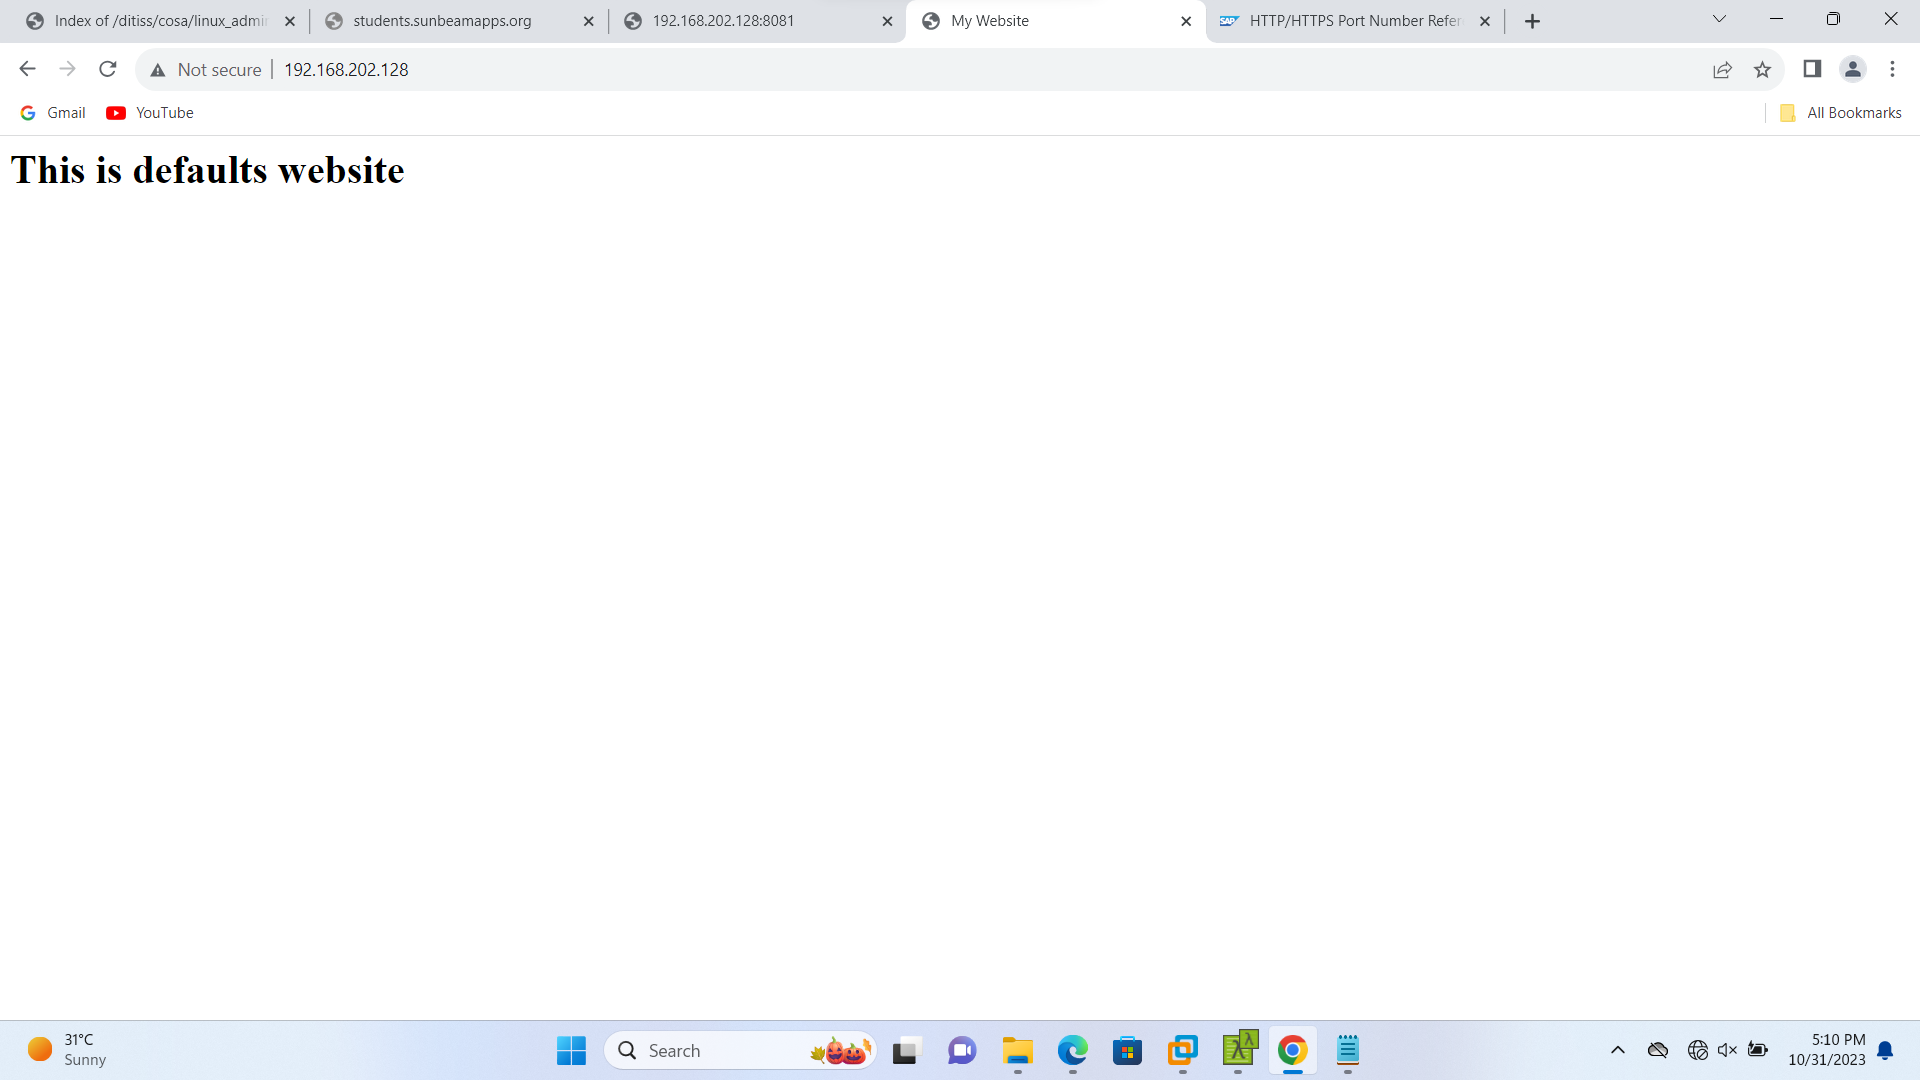 Index of /ditiss/cosa/linux_admi
students.sunbeamapps.org
192.168.202.128:8081
My Website
SAP
HTTP/HTTPS Port Number Refer
Not secure
192.168.202.128
Gmail
YouTube
All Bookmarks
This is defaults website
31°C
Sunny
Search
5:10 PM
10/31/2023